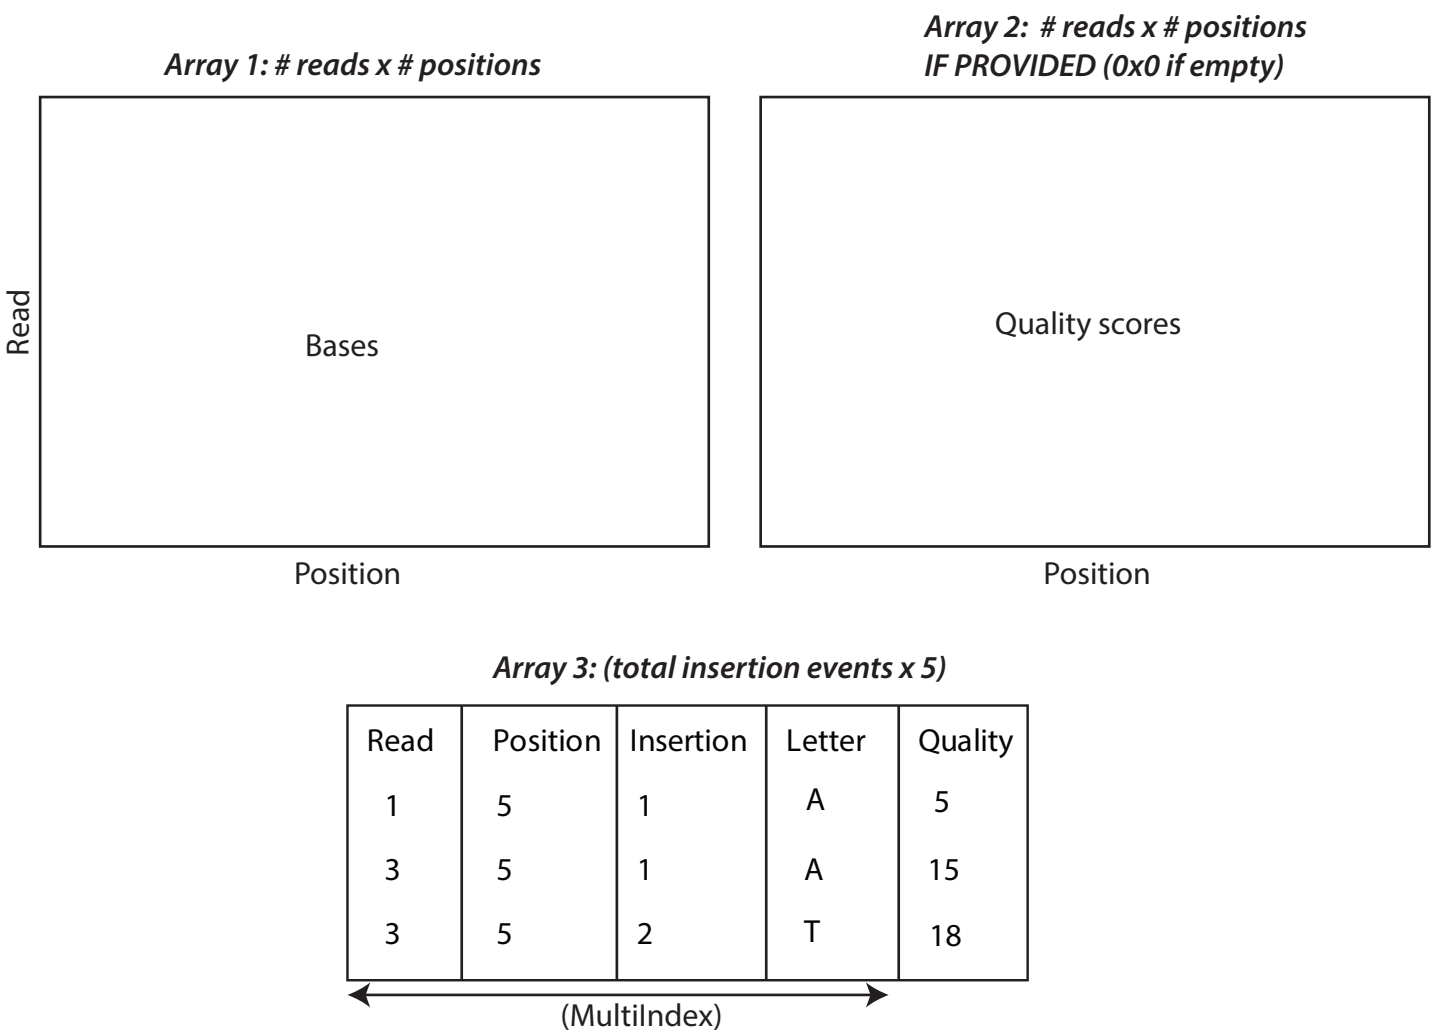 Array 1: # reads x # positions
Array 2: # reads x # positions
IF PROVIDED (0x0 if empty)
Read
Bases
Position
Quality scores
Position
Array 3: (total insertion events x 5)
Read Position Insertion Letter Quality
1 5 1 A 5
3 5 1 A 15
3 5 2 T 18
(MultiIndex)